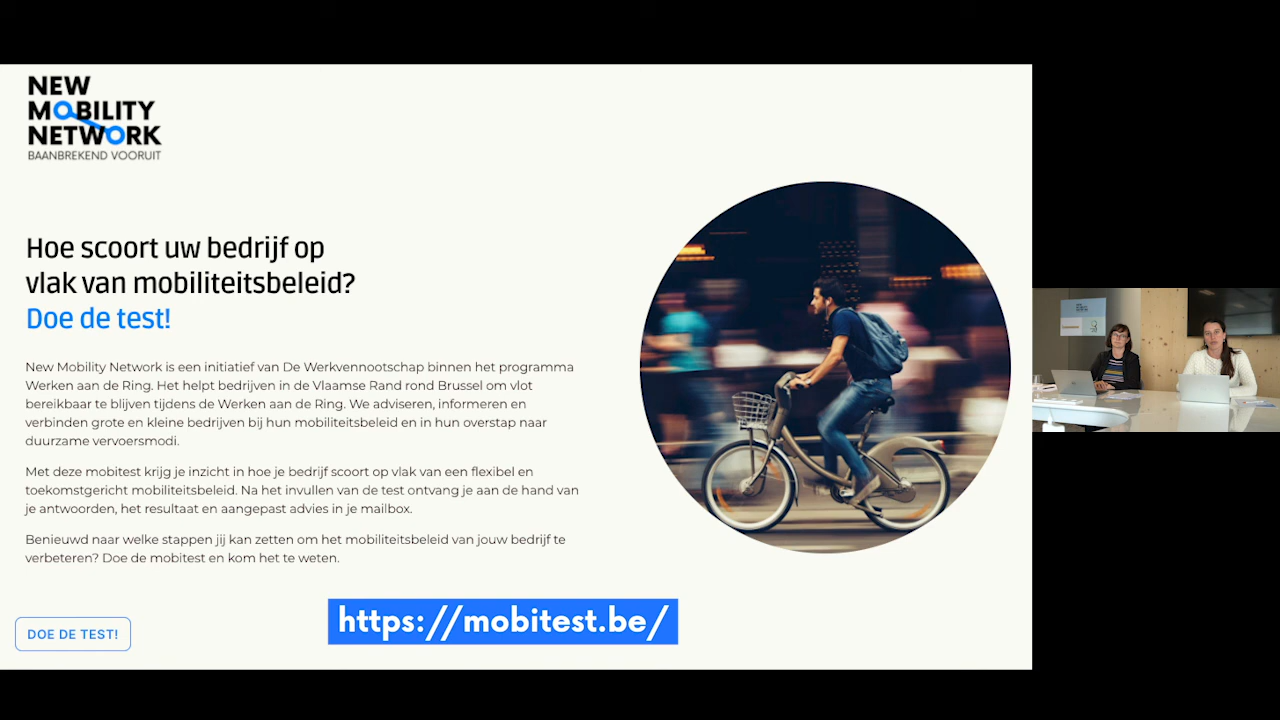 NEW
MOBILITY
NETWORK
BAANBREKEND VOORUIT
Hoe scoort uw bedrijf op
vlak van mobiliteitsbeleid?
Doe de test!
New Mobility Network is een initiatief van De Werkvennootschap binnen het programma
Werken aan de Ring. Het helpt bedrijven in de Vlaamse Rand rond Brussel om vlot
bereikbaar te blijven tijdens de Werken aan de Ring. We adviseren, informeren en
verbinden grote en kleine bedrijven bij hun mobiliteitsbeleid en in hun overstap naar
duurzame vervoersmodi.
Met deze mobitest krijg je inzicht in hoe je bedrijf scoort op vlak van een flexibel en
toekomstgericht mobiliteitsbeleid. Na het invullen van de test ontvang je aan de hand van
je antwoorden, het resultaat en aangepast advies in je mailbox.
Benieuwd naar welke stappen jij kan zetten om het mobiliteitsbeleid van jouw bedrijf te
verbeteren? Doe de mobitest en kom het te weten.
DOE DE TEST!
https://mobitest.be/